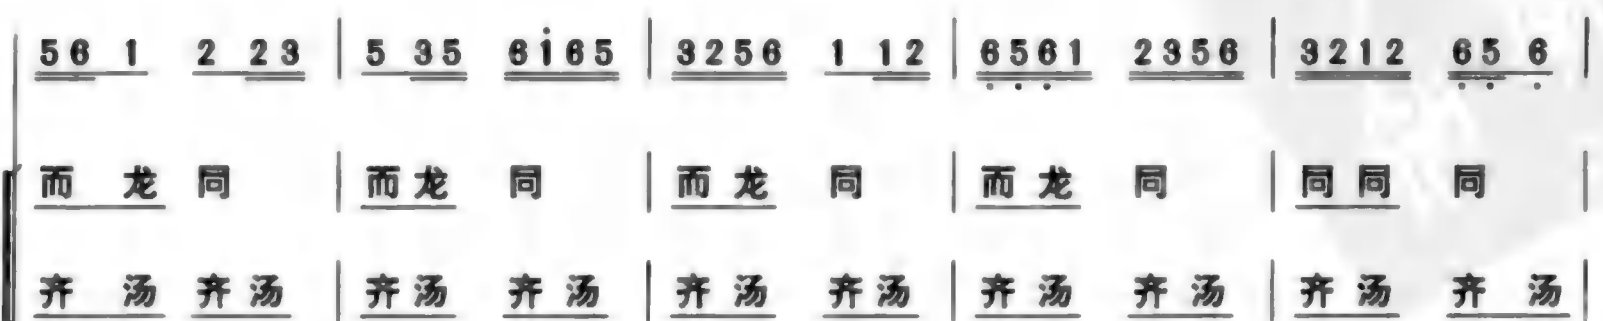 56 1 2 23 | 5 35 6i65 | 3256 1 12 | 6561 2356 | 3212 65 6 |
而 龙 同 | 而龙 同 | 而 龙 同 | 而 龙 同 | 同 同 同 |
齐 汤 齐 汤 | 齐 汤 齐 汤 | 齐 汤 齐 汤 | 齐 汤 齐 汤 | 齐 汤 齐 汤 |